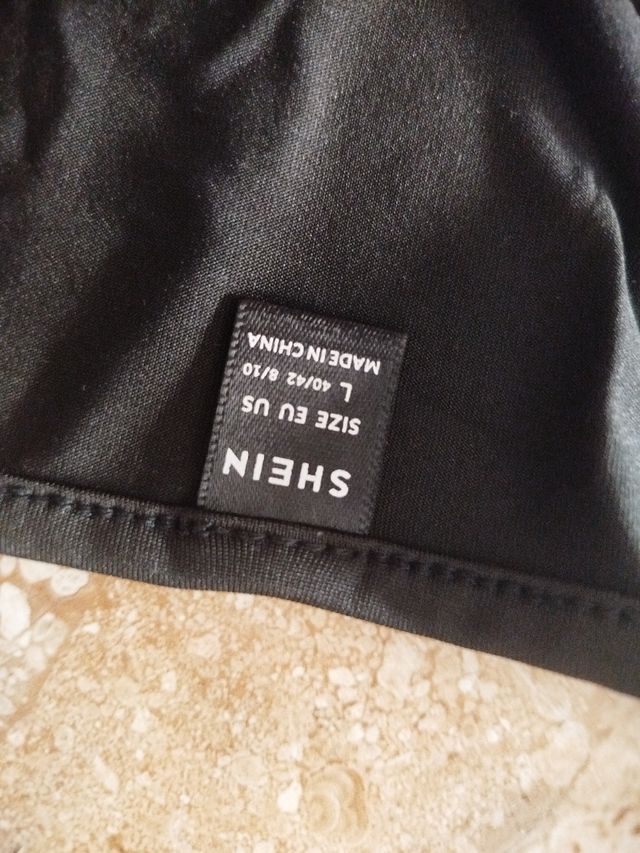 SHEIN
SIZE EU US
L 40/42 8/10
MADE IN CHINA